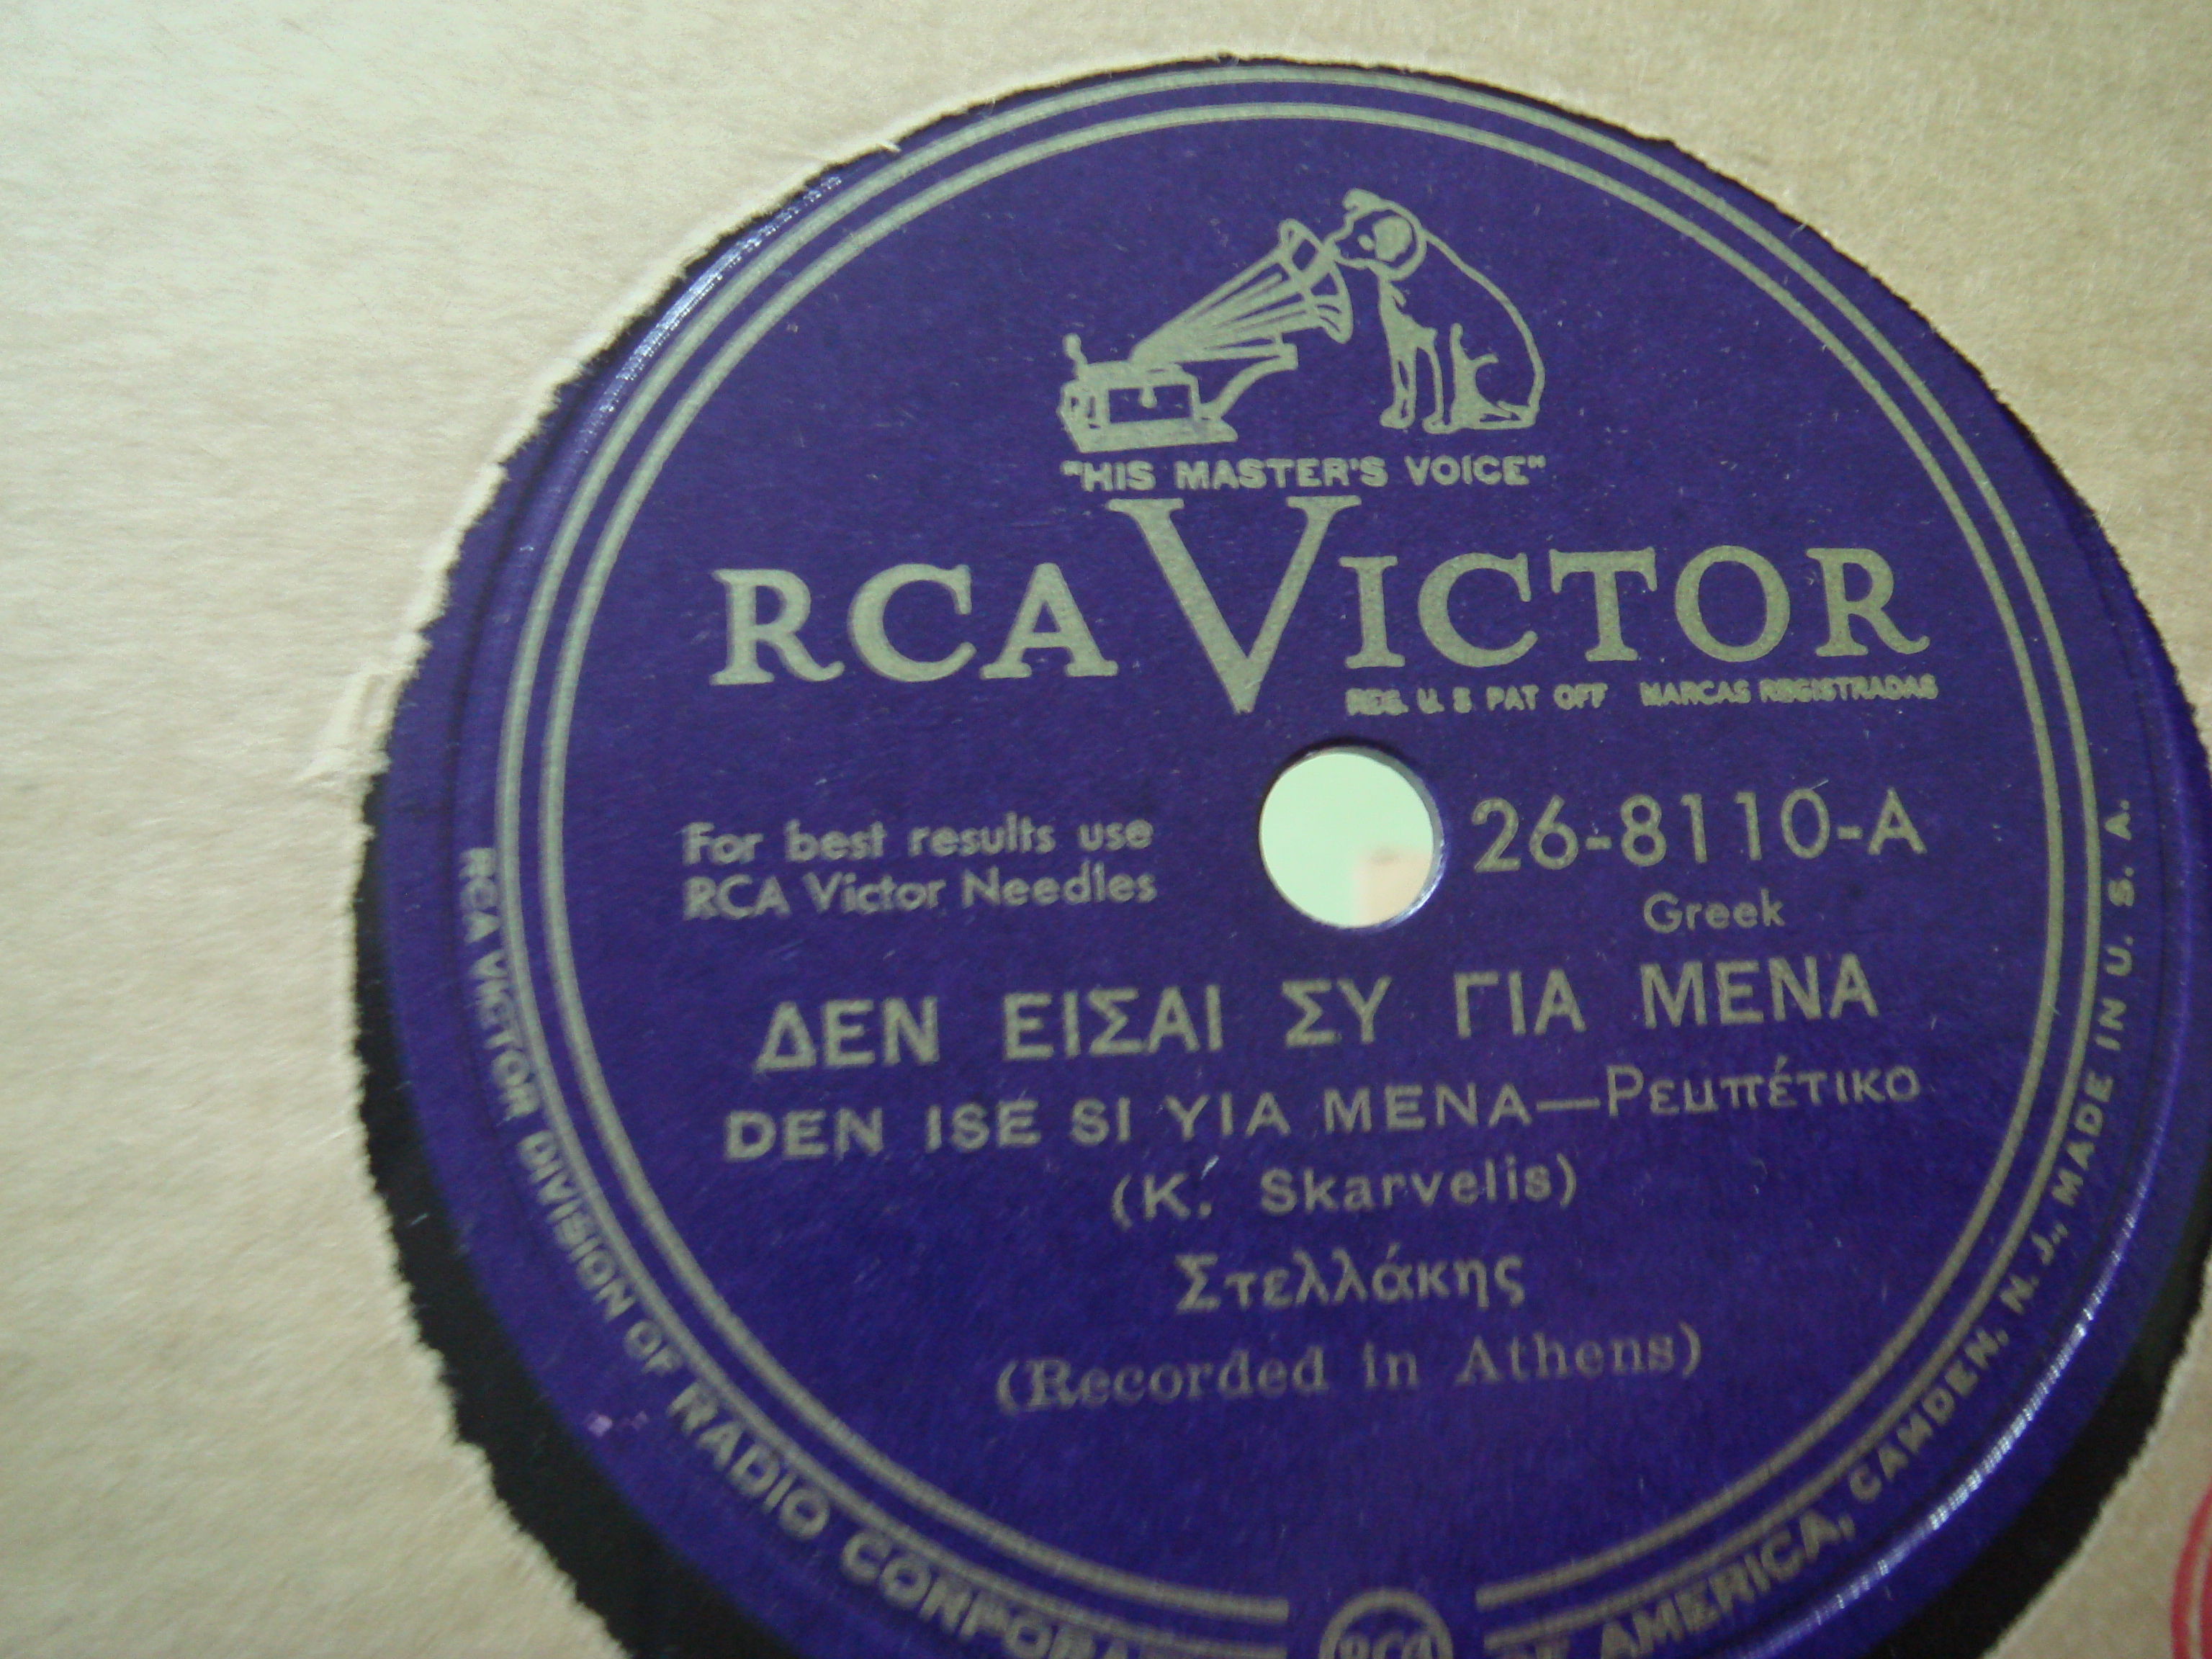 "HIS MASTER'S VOICE"
RCA VICTOR
REG. U. S. PAT. OFF. MARCAS REGISTRADAS
For best results use
RCA Victor Needles
26-8110-A
Greek
ΔΕΝ ΕΙΣΑΙ ΣΥ ΓΙΑ ΜΕΝΑ
DEN ISE SI YIA MENA—Ρεμπέτικο
(K. Skarvelis)
Στελλάκης
(Recorded in Athens)
RCA VICTOR DIVISION OF RADIO CORPORA
OF AMERICA, CAMDEN, N. J., MADE IN U. S. A.
RCA